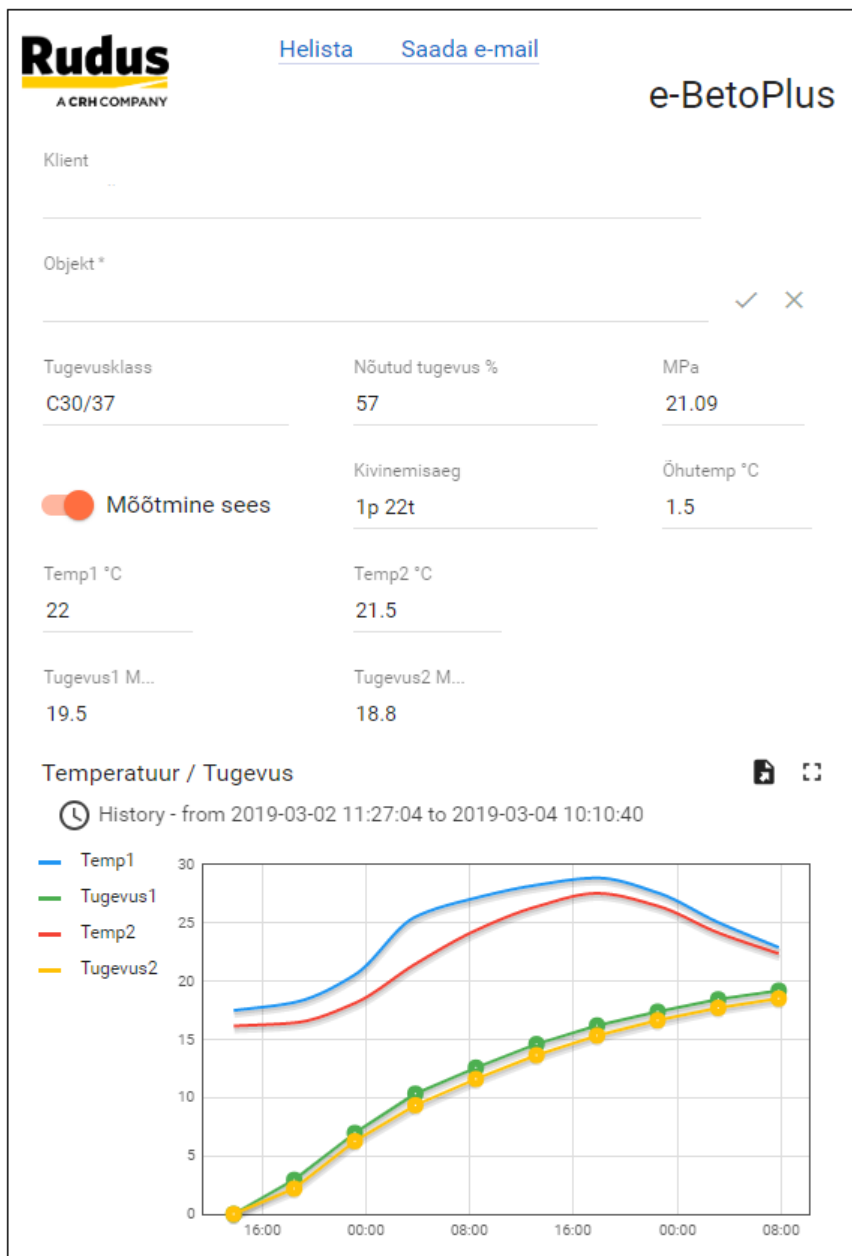 Rudus
A CRH COMPANY
Helista Saada e-mail
e-BetoPlus
Klient
Objekt *
Tugevusklass Nõutud tugevus % MPa
C30/37 57 21.09
Kivinemisaeg Õhutemp °C
Mõõtmine sees 1p 22t 1.5
Temp1 °C Temp2 °C
22 21.5
Tugevus1 M... Tugevus2 M...
19.5 18.8
Temperatuur / Tugevus
History - from 2019-03-02 11:27:04 to 2019-03-04 10:10:40
Temp1
Tugevus1
Temp2
Tugevus2
30
25
20
15
10
5
0
16:00 00:00 08:00 16:00 00:00 08:00